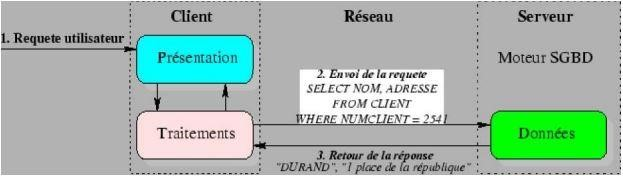 Client
Réseau
Serveur
1. Requete utilisateur
Présentation
2. Envoi de la requete
SELECT NOM, ADRESSE
FROM CLIENT
WHERE NUMCLIENT = 2541
Moteur SGBD
Traitements
Données
3. Retour de la réponse
"DURAND", "1 place de la république"